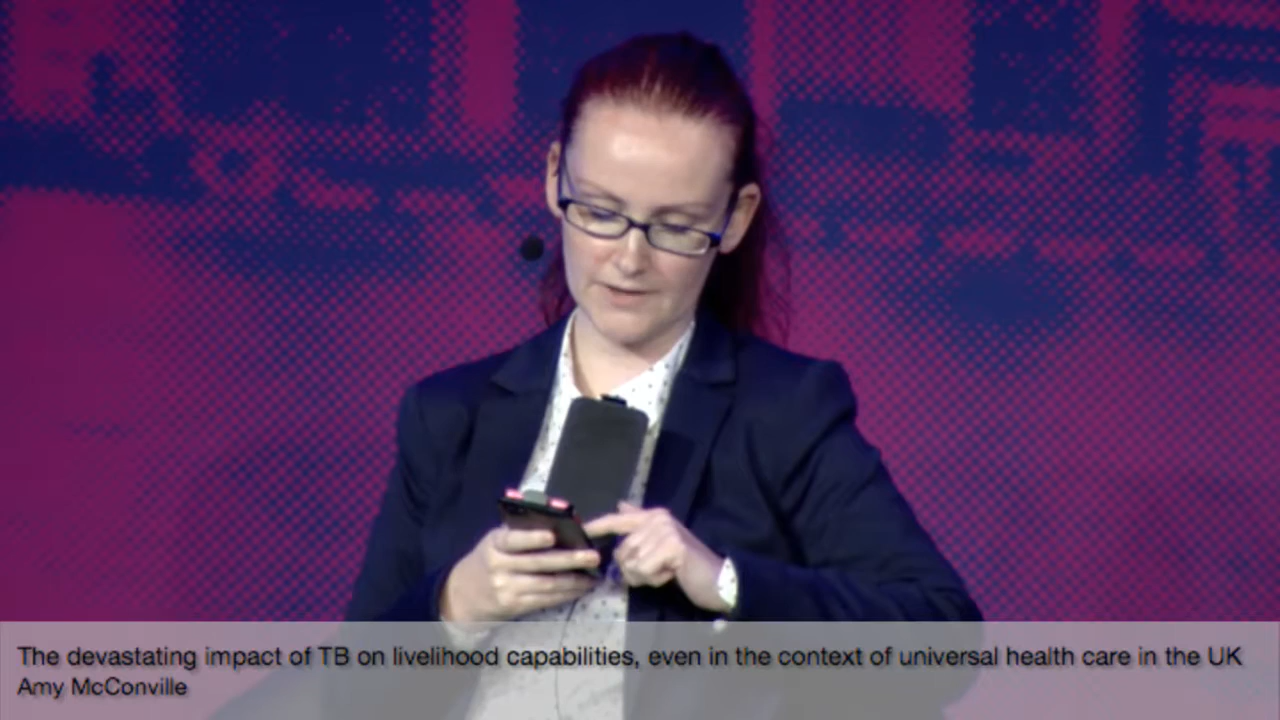 The devastating impact of TB on livelihood capabilities, even in the context of universal health care in the UK
Amy McConville